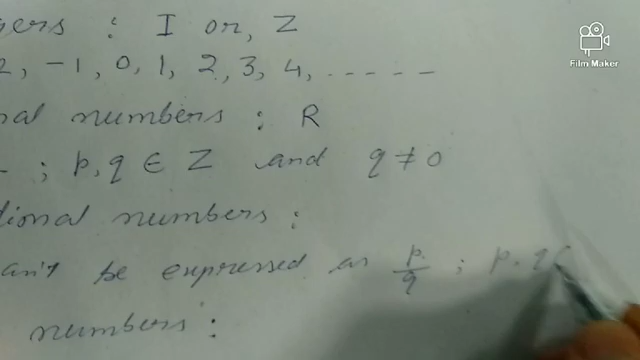 gers : I or, Z
Film Maker
2, -1, 0, 1, 2, 3, 4, -----
nal numbers : R
; p, q ∈ Z and q ≠ 0
tional numbers :
an't be expressed as p/q ; p, q ∈
numbers :